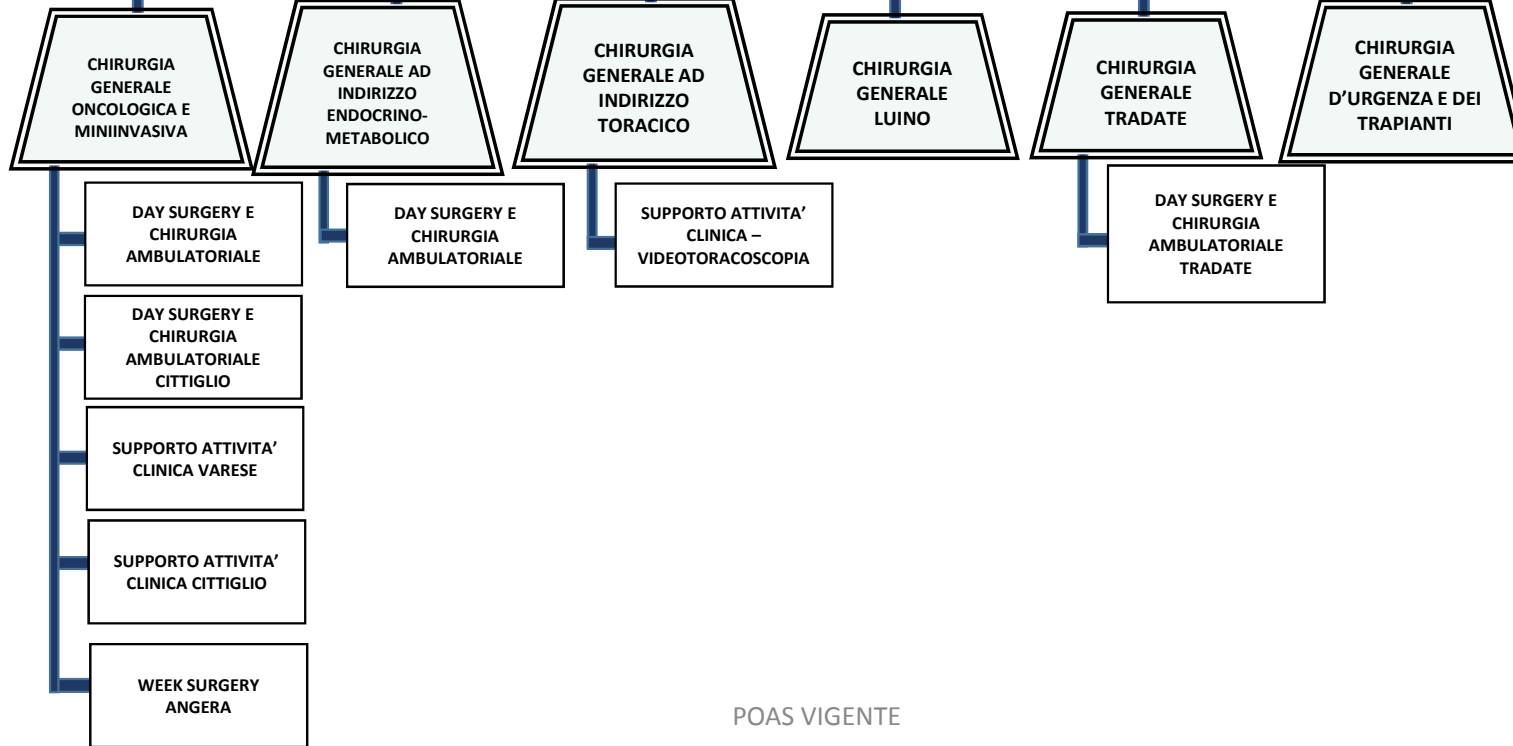 CHIRURGIA
GENERALE
ONCOLOGICA E
MINIINVASIVA
CHIRURGIA
GENERALE AD
INDIRIZZO
ENDOCRINO-
METABOLICO
CHIRURGIA
GENERALE AD
INDIRIZZO
TORACICO
CHIRURGIA
GENERALE
LUINO
CHIRURGIA
GENERALE
TRADATE
CHIRURGIA
GENERALE
D'URGENZA E DEI
TRAPIANTI
DAY SURGERY E
CHIRURGIA
AMBULATORIALE
DAY SURGERY E
CHIRURGIA
AMBULATORIALE
SUPPORTO ATTIVITA’
CLINICA –
VIDEOTORACOSCOPIA
DAY SURGERY E
CHIRURGIA
AMBULATORIALE
TRADATE
DAY SURGERY E
CHIRURGIA
AMBULATORIALE
CITTIGLIO
SUPPORTO ATTIVITA’
CLINICA VARESE
SUPPORTO ATTIVITA’
CLINICA CITTIGLIO
WEEK SURGERY
ANGERA
POAS VIGENTE